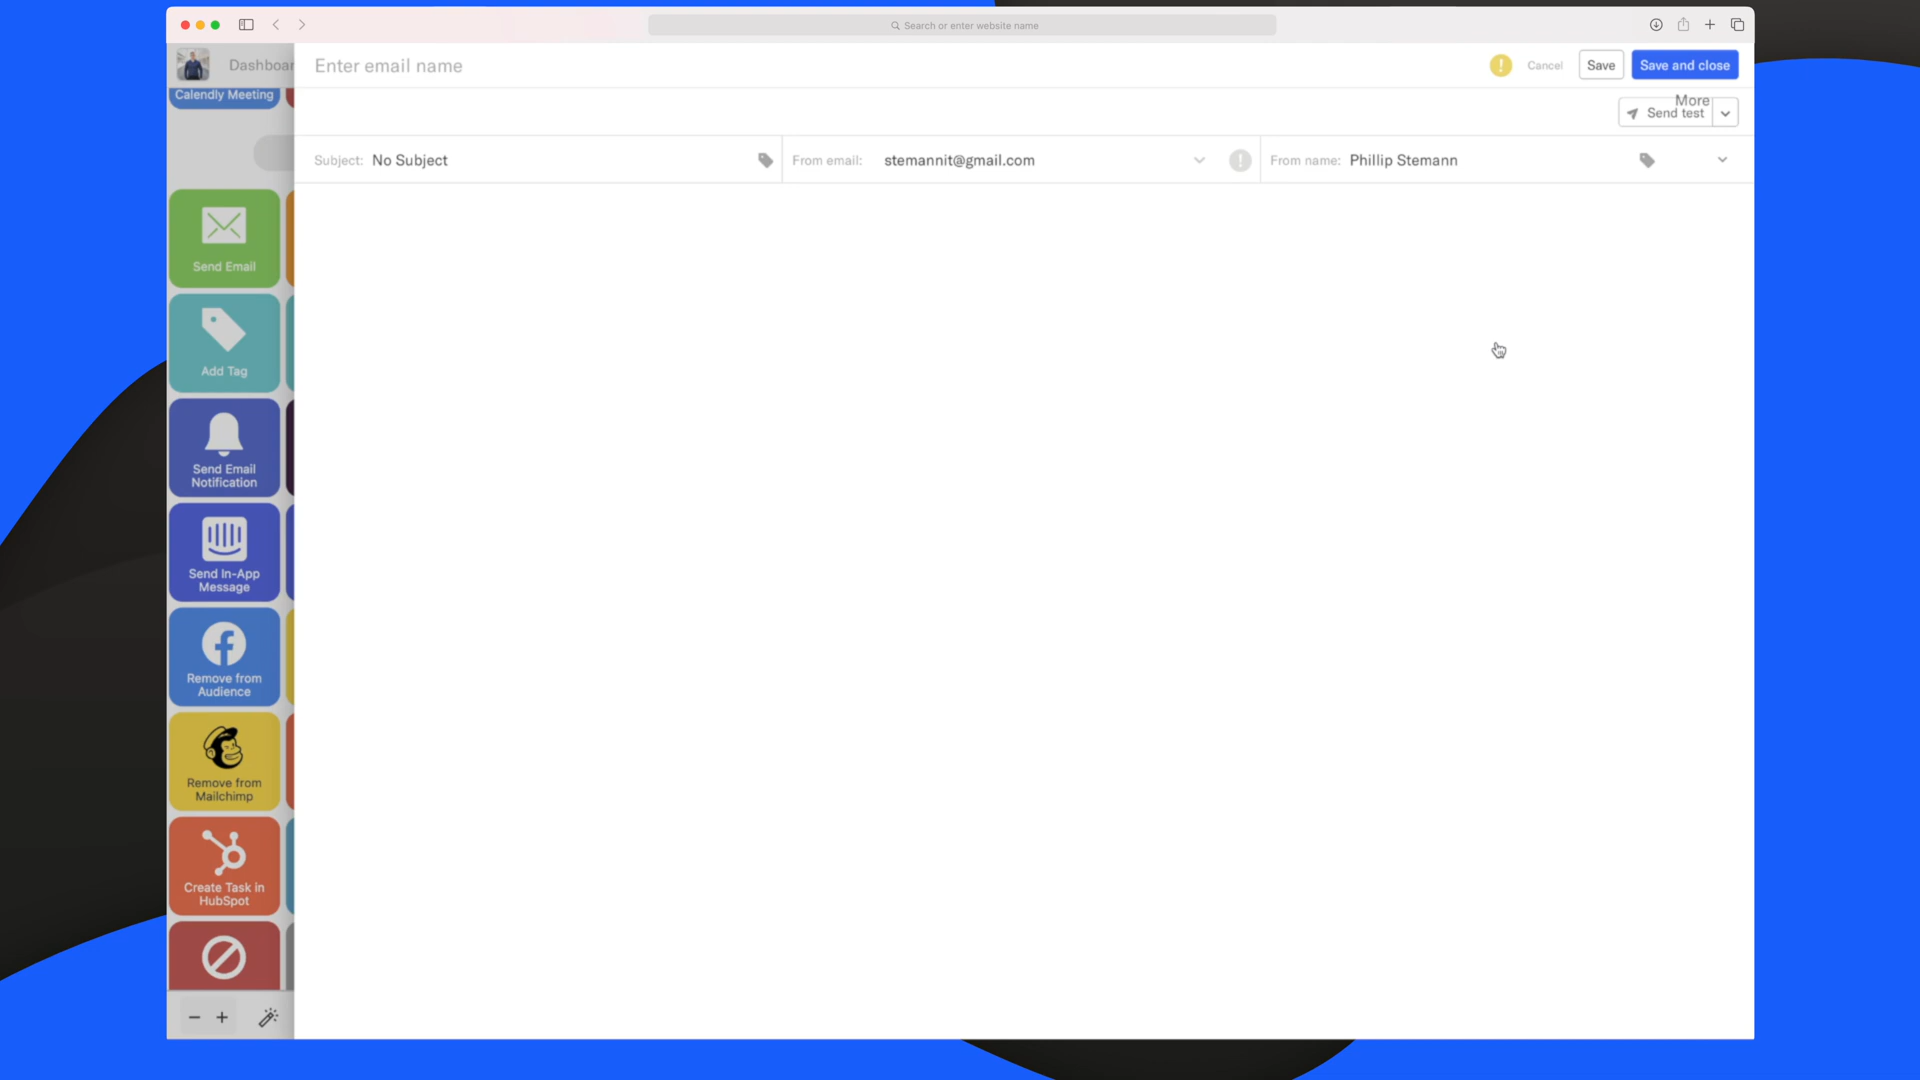 Search or enter website name
Dashboar
Enter email name
Cancel
Save
Save and close
Calendly Meeting
More
Send test
Subject: No Subject
From email: stemannit@gmail.com
From name: Phillip Stemann
Send Email
Add Tag
Send Email
Notification
Send In-App
Message
Remove from
Audience
Remove from
Mailchimp
Create Task in
HubSpot